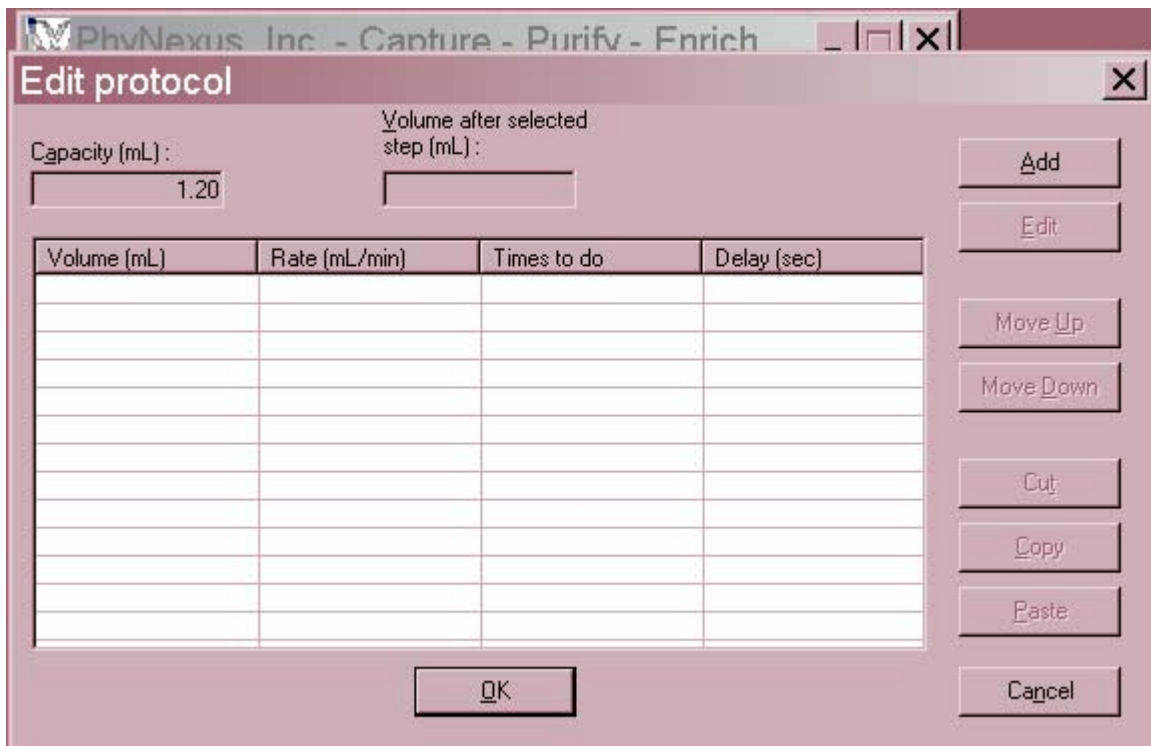 PhyNexus, Inc. - Capture - Purify - Enrich
Edit protocol
Capacity (mL) :
1.20
Volume after selected
step (mL) :
Add
Edit
Volume (mL) Rate (mL/min) Times to do Delay (sec)
Move Up
Move Down
Cut
Copy
Paste
OK
Cancel